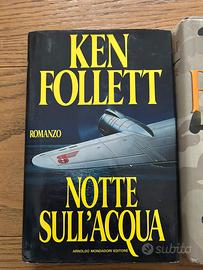 KEN
FOLLETT
ROMANZO
NOTTE
SULL'ACQUA
ARNOLDO MONDADORI EDITORE
subito